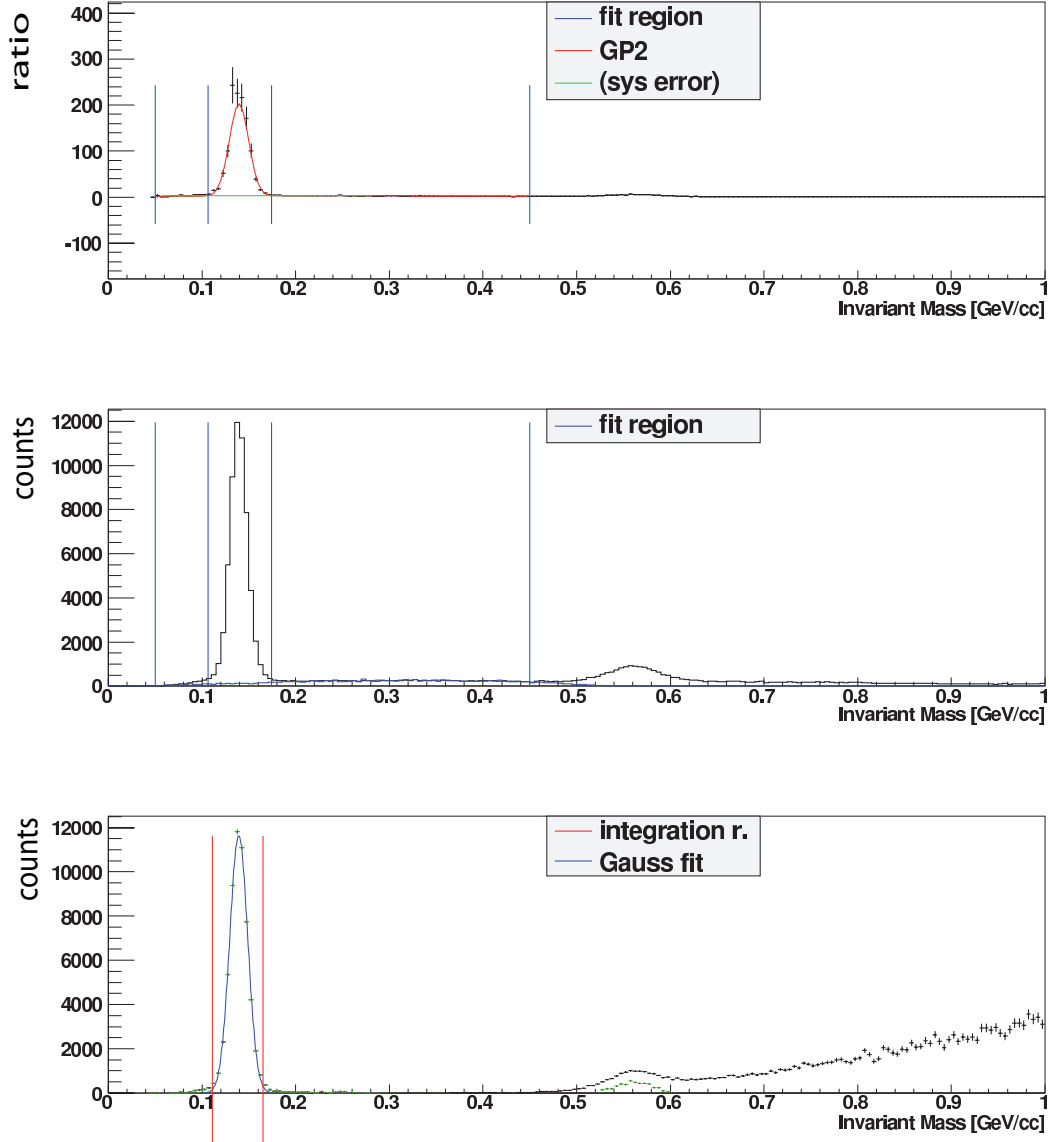 ratio
400
300
200
100
0
-100
fit region
GP2
(sys error)
0 0.1 0.2 0.3 0.4 0.5 0.6 0.7 0.8 0.9 1
Invariant Mass [GeV/cc]
counts
12000
10000
8000
6000
4000
2000
0
fit region
0 0.1 0.2 0.3 0.4 0.5 0.6 0.7 0.8 0.9 1
Invariant Mass [GeV/cc]
counts
12000
10000
8000
6000
4000
2000
0
integration r.
Gauss fit
0 0.1 0.2 0.3 0.4 0.5 0.6 0.7 0.8 0.9 1
Invariant Mass [GeV/cc]